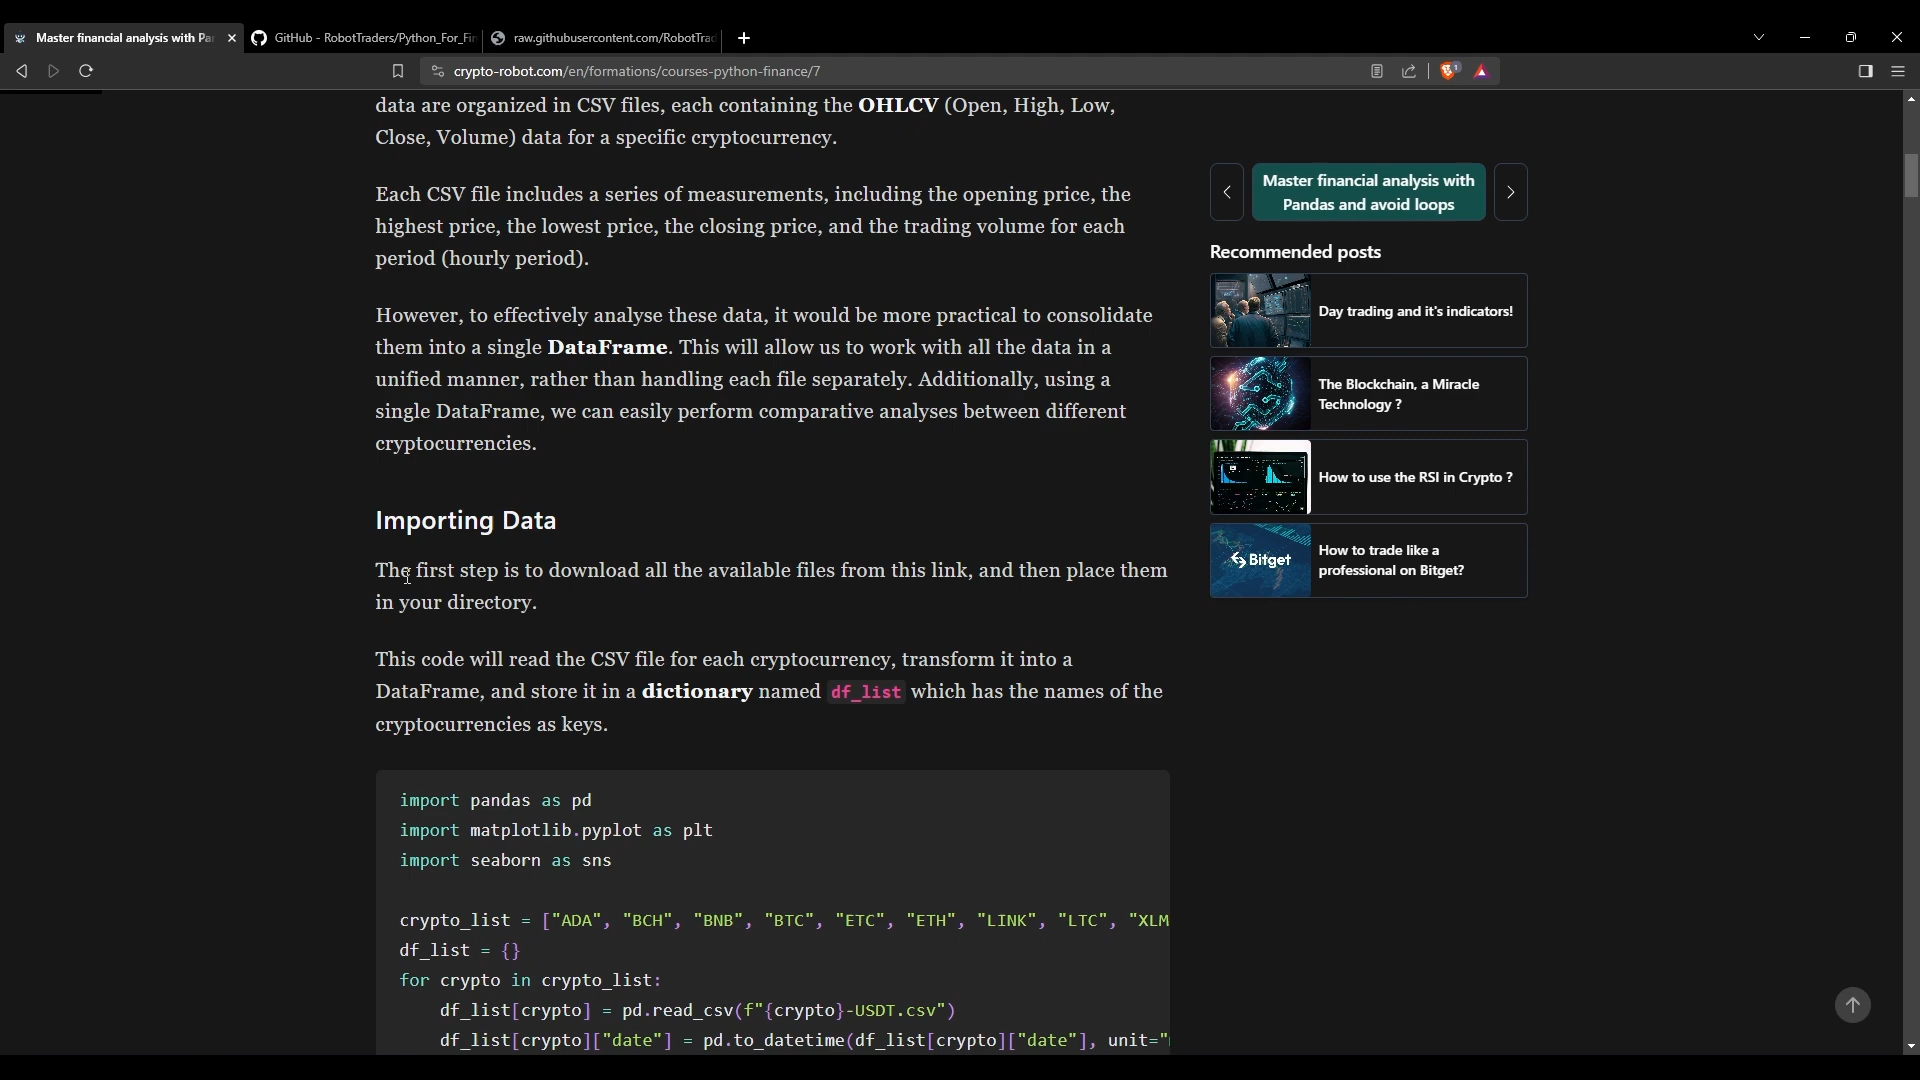 Master financial analysis with Pa
GitHub - RobotTraders/Python_For_Fin
raw.githubusercontent.com/RobotTrad
crypto-robot.com/en/formations/courses-python-finance/7
1
data are organized in CSV files, each containing the OHLCV (Open, High, Low,
Close, Volume) data for a specific cryptocurrency.
Each CSV file includes a series of measurements, including the opening price, the
highest price, the lowest price, the closing price, and the trading volume for each
period (hourly period).
However, to effectively analyse these data, it would be more practical to consolidate
them into a single DataFrame. This will allow us to work with all the data in a
unified manner, rather than handling each file separately. Additionally, using a
single DataFrame, we can easily perform comparative analyses between different
cryptocurrencies.
Importing Data
The first step is to download all the available files from this link, and then place them
in your directory.
This code will read the CSV file for each cryptocurrency, transform it into a
DataFrame, and store it in a dictionary named df_list which has the names of the
cryptocurrencies as keys.
import pandas as pd
import matplotlib.pyplot as plt
import seaborn as sns
crypto_list = ["ADA", "BCH", "BNB", "BTC", "ETC", "ETH", "LINK", "LTC", "XLM
df_list = {}
for crypto in crypto_list:
    df_list[crypto] = pd.read_csv(f"{crypto}-USDT.csv")
    df_list[crypto]["date"] = pd.to_datetime(df_list[crypto]["date"], unit="
Master financial analysis with
Pandas and avoid loops
Recommended posts
Day trading and it's indicators!
The Blockchain, a Miracle
Technology ?
How to use the RSI in Crypto ?
Bitget
How to trade like a
professional on Bitget?